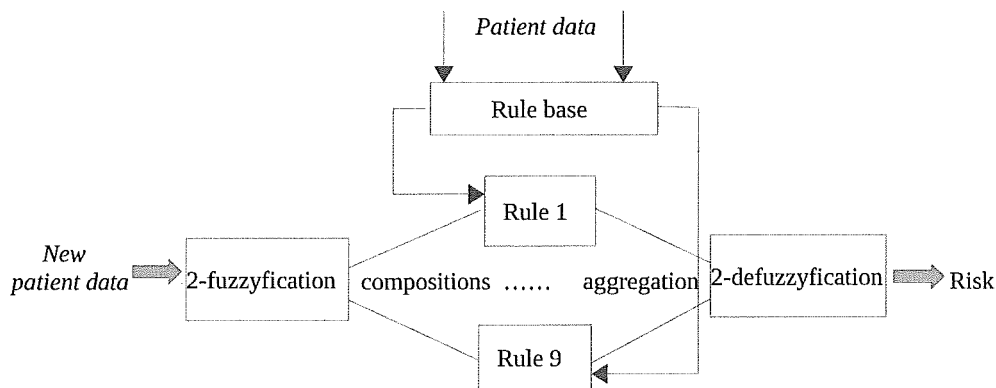 Patient data
Rule base
Rule 1
New
patient data
2-fuzzyfication
compositions ...... aggregation
2-defuzzyfication
Risk
Rule 9